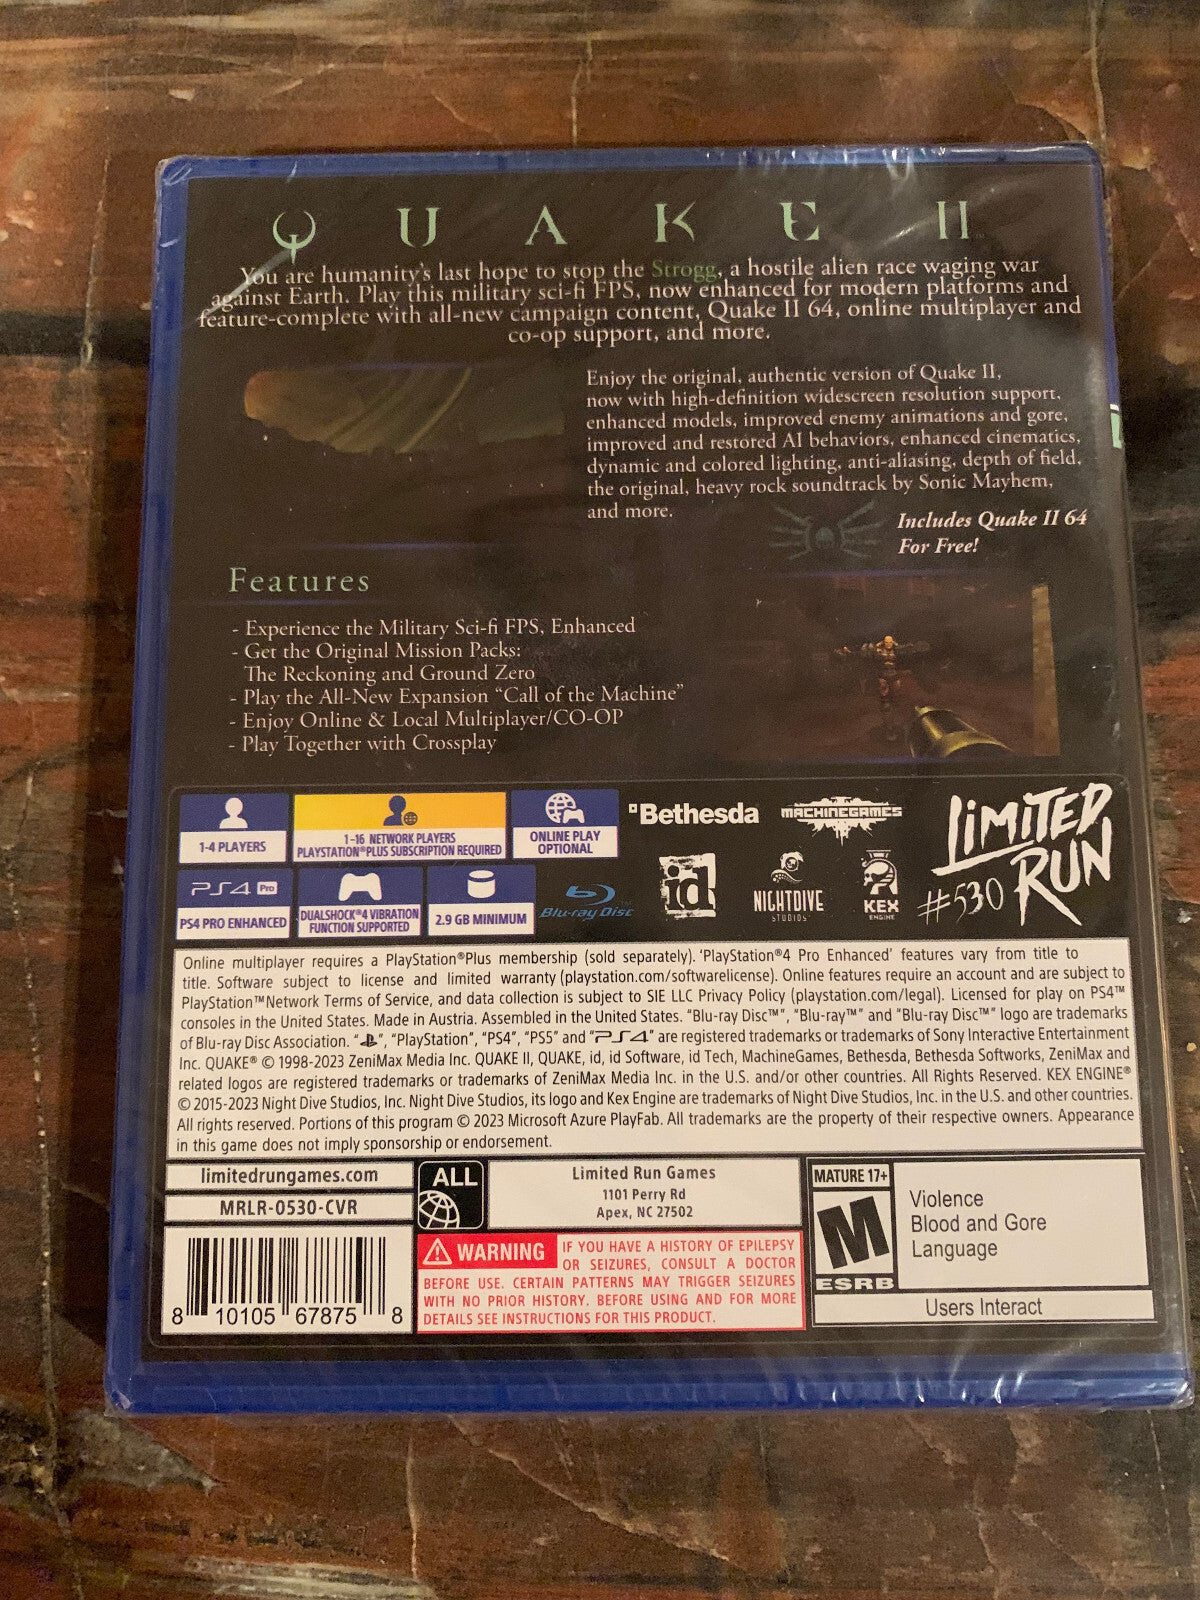 QUAKE II
You are humanity's last hope to stop the Strogg, a hostile alien race waging war
against Earth. Play this military sci-fi FPS, now enhanced for modern platforms and
feature-complete with all-new campaign content, Quake II 64, online multiplayer and
co-op support, and more.
Enjoy the original, authentic version of Quake II,
now with high-definition widescreen resolution support,
enhanced models, improved enemy animations and gore,
improved and restored AI behaviors, enhanced cinematics,
dynamic and colored lighting, anti-aliasing, depth of field,
the original, heavy rock soundtrack by Sonic Mayhem,
and more.
Includes Quake II 64
For Free!
Features
- Experience the Military Sci-fi FPS, Enhanced
- Get the Original Mission Packs:
The Reckoning and Ground Zero
- Play the All-New Expansion “Call of the Machine”
- Enjoy Online & Local Multiplayer/CO-OP
- Play Together with Crossplay
1-4 PLAYERS
1-16 NETWORK PLAYERS
PLAYSTATION®PLUS SUBSCRIPTION REQUIRED
ONLINE PLAY
OPTIONAL
Bethesda
MACHINEGAMES
LIMITED
RUN
#530
PS4 Pro
PS4 PRO ENHANCED
DUALSHOCK®4 VIBRATION
FUNCTION SUPPORTED
2.9 GB MINIMUM
Blu-ray Disc
id
NIGHTDIVE
STUDIOS
KEX
ENGINE
Online multiplayer requires a PlayStation®Plus membership (sold separately). 'PlayStation®4 Pro Enhanced' features vary from title to
title. Software subject to license and limited warranty (playstation.com/softwarelicense). Online features require an account and are subject to
PlayStation™Network Terms of Service, and data collection is subject to SIE LLC Privacy Policy (playstation.com/legal). Licensed for play on PS4™
consoles in the United States. Made in Austria. Assembled in the United States. "Blu-ray Disc™", "Blu-ray™" and "Blu-ray Disc™" logo are trademarks
of Blu-ray Disc Association. "", "PlayStation", "PS4", "PS5" and "PS4" are registered trademarks or trademarks of Sony Interactive Entertainment
Inc. QUAKE® © 1998-2023 ZeniMax Media Inc. QUAKE II, QUAKE, id, id Software, id Tech, MachineGames, Bethesda, Bethesda Softworks, ZeniMax and
related logos are registered trademarks or trademarks of ZeniMax Media Inc. in the U.S. and/or other countries. All Rights Reserved. KEX ENGINE®
© 2015-2023 Night Dive Studios, Inc. Night Dive Studios, its logo and Kex Engine are trademarks of Night Dive Studios, Inc. in the U.S. and other countries.
All rights reserved. Portions of this program © 2023 Microsoft Azure PlayFab. All trademarks are the property of their respective owners. Appearance
in this game does not imply sponsorship or endorsement.
limitedrungames.com
MRLR-0530-CVR
ALL
Limited Run Games
1101 Perry Rd
Apex, NC 27502
WARNING IF YOU HAVE A HISTORY OF EPILEPSY
OR SEIZURES, CONSULT A DOCTOR
BEFORE USE. CERTAIN PATTERNS MAY TRIGGER SEIZURES
WITH NO PRIOR HISTORY. BEFORE USING AND FOR MORE
DETAILS SEE INSTRUCTIONS FOR THIS PRODUCT.
8 10105 67875 8
MATURE 17+
M
ESRB
Violence
Blood and Gore
Language
Users Interact